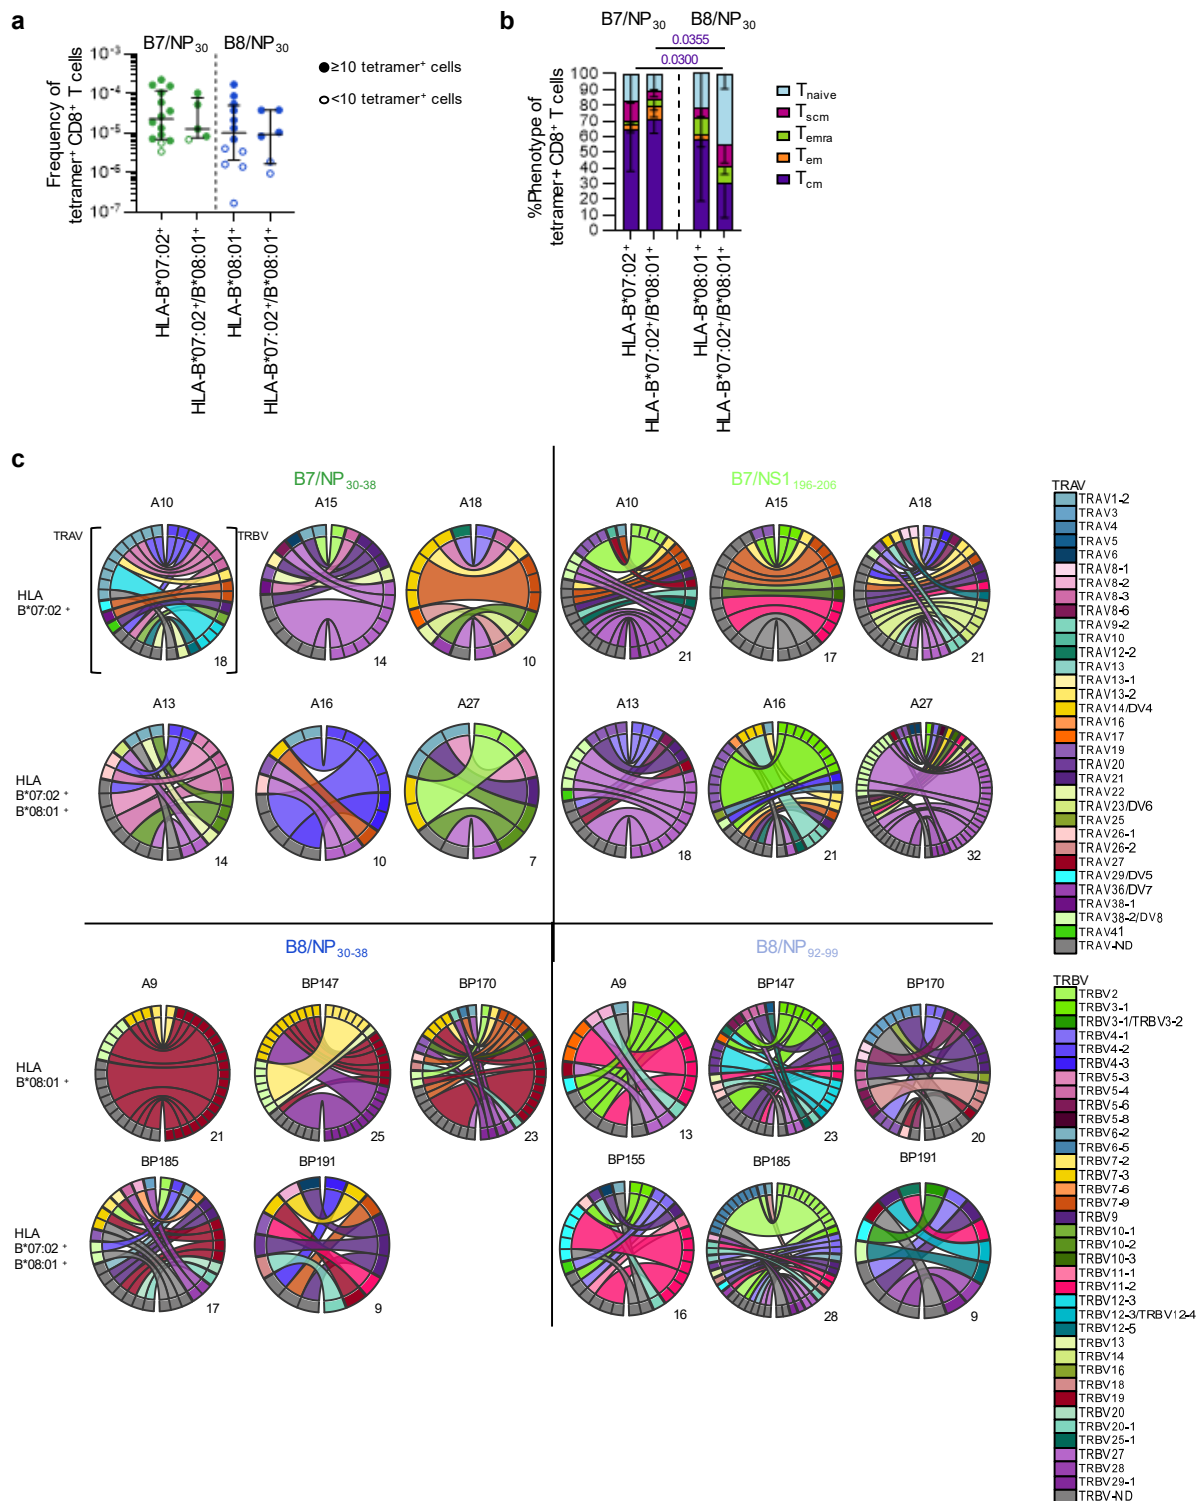 a
B7/NP30 B8/NP30
Frequency of
tetramer+ CD8+ T cells
10-3
10-4
10-5
10-6
10-7
≥10 tetramer+ cells
<10 tetramer+ cells
HLA-B*07:02+
HLA-B*07:02+/B*08:01+
HLA-B*08:01+
HLA-B*07:02+/B*08:01+
b
B7/NP30 B8/NP30
0.0355
0.0300
%Phenotype of
tetramer+ CD8+ T cells
100
90
80
70
60
50
40
30
20
10
0
Tnaive
Tscm
Temra
Tem
Tcm
HLA-B*07:02+
HLA-B*07:02+/B*08:01+
HLA-B*08:01+
HLA-B*07:02+/B*08:01+
c
B7/NP30-38
A10 A15 A18
TRAV TRBV
HLA
B*07:02 +
18 14 10
A13 A16 A27
HLA
B*07:02 +
B*08:01 +
14 10 7
B7/NS1196-206
A10 A15 A18
21 17 21
A13 A16 A27
18 21 32
B8/NP30-38
A9 BP147 BP170
HLA
B*08:01 +
21 25 23
BP185 BP191
HLA
B*07:02 +
B*08:01 +
17 9
B8/NP92-99
A9 BP147 BP170
13 23 20
BP155 BP185 BP191
16 28 9
TRAV
TRAV1-2
TRAV3
TRAV4
TRAV5
TRAV6
TRAV8-1
TRAV8-2
TRAV8-3
TRAV8-6
TRAV9-2
TRAV10
TRAV12-2
TRAV13
TRAV13-1
TRAV13-2
TRAV14/DV4
TRAV16
TRAV17
TRAV19
TRAV20
TRAV21
TRAV22
TRAV23/DV6
TRAV25
TRAV26-1
TRAV26-2
TRAV27
TRAV29/DV5
TRAV36/DV7
TRAV38-1
TRAV38-2/DV8
TRAV41
TRAV-ND
TRBV
TRBV2
TRBV3-1
TRBV3-1/TRBV3-2
TRBV4-1
TRBV4-2
TRBV4-3
TRBV5-3
TRBV5-4
TRBV5-6
TRBV5-8
TRBV6-2
TRBV6-5
TRBV7-2
TRBV7-3
TRBV7-6
TRBV7-9
TRBV9
TRBV10-1
TRBV10-2
TRBV10-3
TRBV11-1
TRBV11-2
TRBV12-3
TRBV12-3/TRBV12-4
TRBV12-5
TRBV13
TRBV14
TRBV16
TRBV18
TRBV19
TRBV20
TRBV20-1
TRBV25-1
TRBV27
TRBV28
TRBV29-1
TRBV-ND